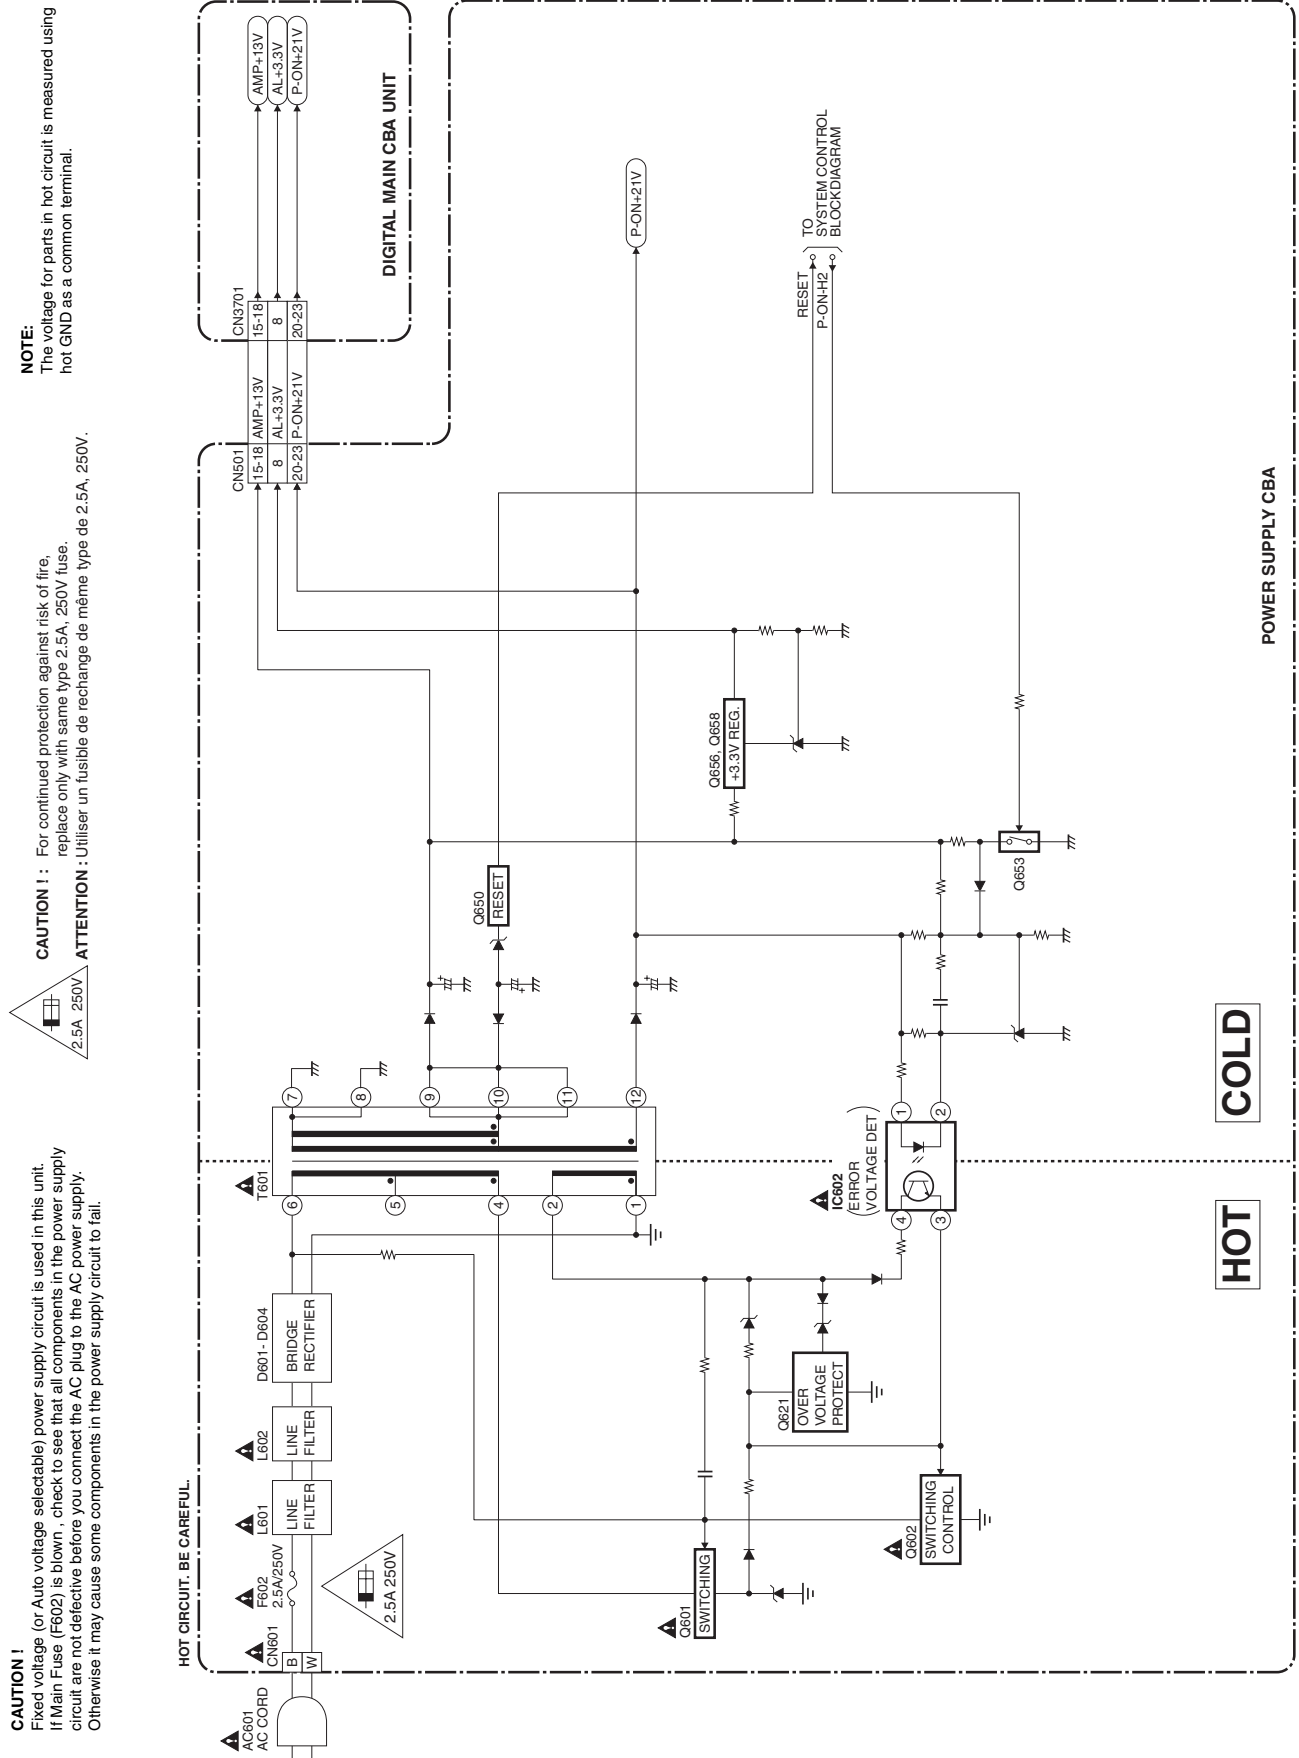 CAUTION !
Fixed voltage (or Auto voltage selectable) power supply circuit is used in this unit.
If Main Fuse (F602) is blown , check to see that all components in the power supply
circuit are not defective before you connect the AC plug to the AC power supply.
Otherwise it may cause some components in the power supply circuit to fail.
CAUTION ! : For continued protection against risk of fire,
replace only with same type 2.5A, 250V fuse.
ATTENTION : Utiliser un fusible de rechange de même type de 2.5A, 250V.
2.5A 250V
NOTE:
The voltage for parts in hot circuit is measured using
hot GND as a common terminal.
HOT CIRCUIT. BE CAREFUL.
AC601
AC CORD
CN601
B
W
F602
2.5A/250V
2.5A 250V
L601
LINE
FILTER
L602
LINE
FILTER
D601- D604
BRIDGE
RECTIFIER
T601
6
5
4
2
1
7
8
9
10
11
12
Q650
RESET
CN501
15-18 AMP+13V 15-18
8 AL+3.3V 8
20-23 P-ON+21V 20-23
CN3701
AMP+13V
AL+3.3V
P-ON+21V
DIGITAL MAIN CBA UNIT
P-ON+21V
Q656, Q658
+3.3V REG.
RESET
P-ON-H2
TO
SYSTEM CONTROL
BLOCKDIAGRAM
Q653
Q601
SWITCHING
Q621
OVER
VOLTAGE
PROTECT
Q602
SWITCHING
CONTROL
IC602
ERROR
VOLTAGE DET
4
3
1
2
HOT
COLD
POWER SUPPLY CBA